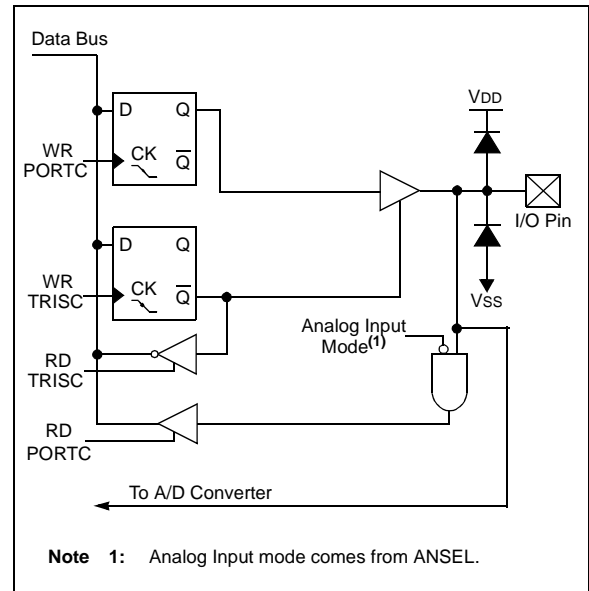 Data Bus
D Q
CK
Q
WR
PORTC
VDD
I/O Pin
VSS
D Q
CK
Q
WR
TRISC
Analog Input
Mode(1)
RD
TRISC
RD
PORTC
To A/D Converter
Note 1: Analog Input mode comes from ANSEL.